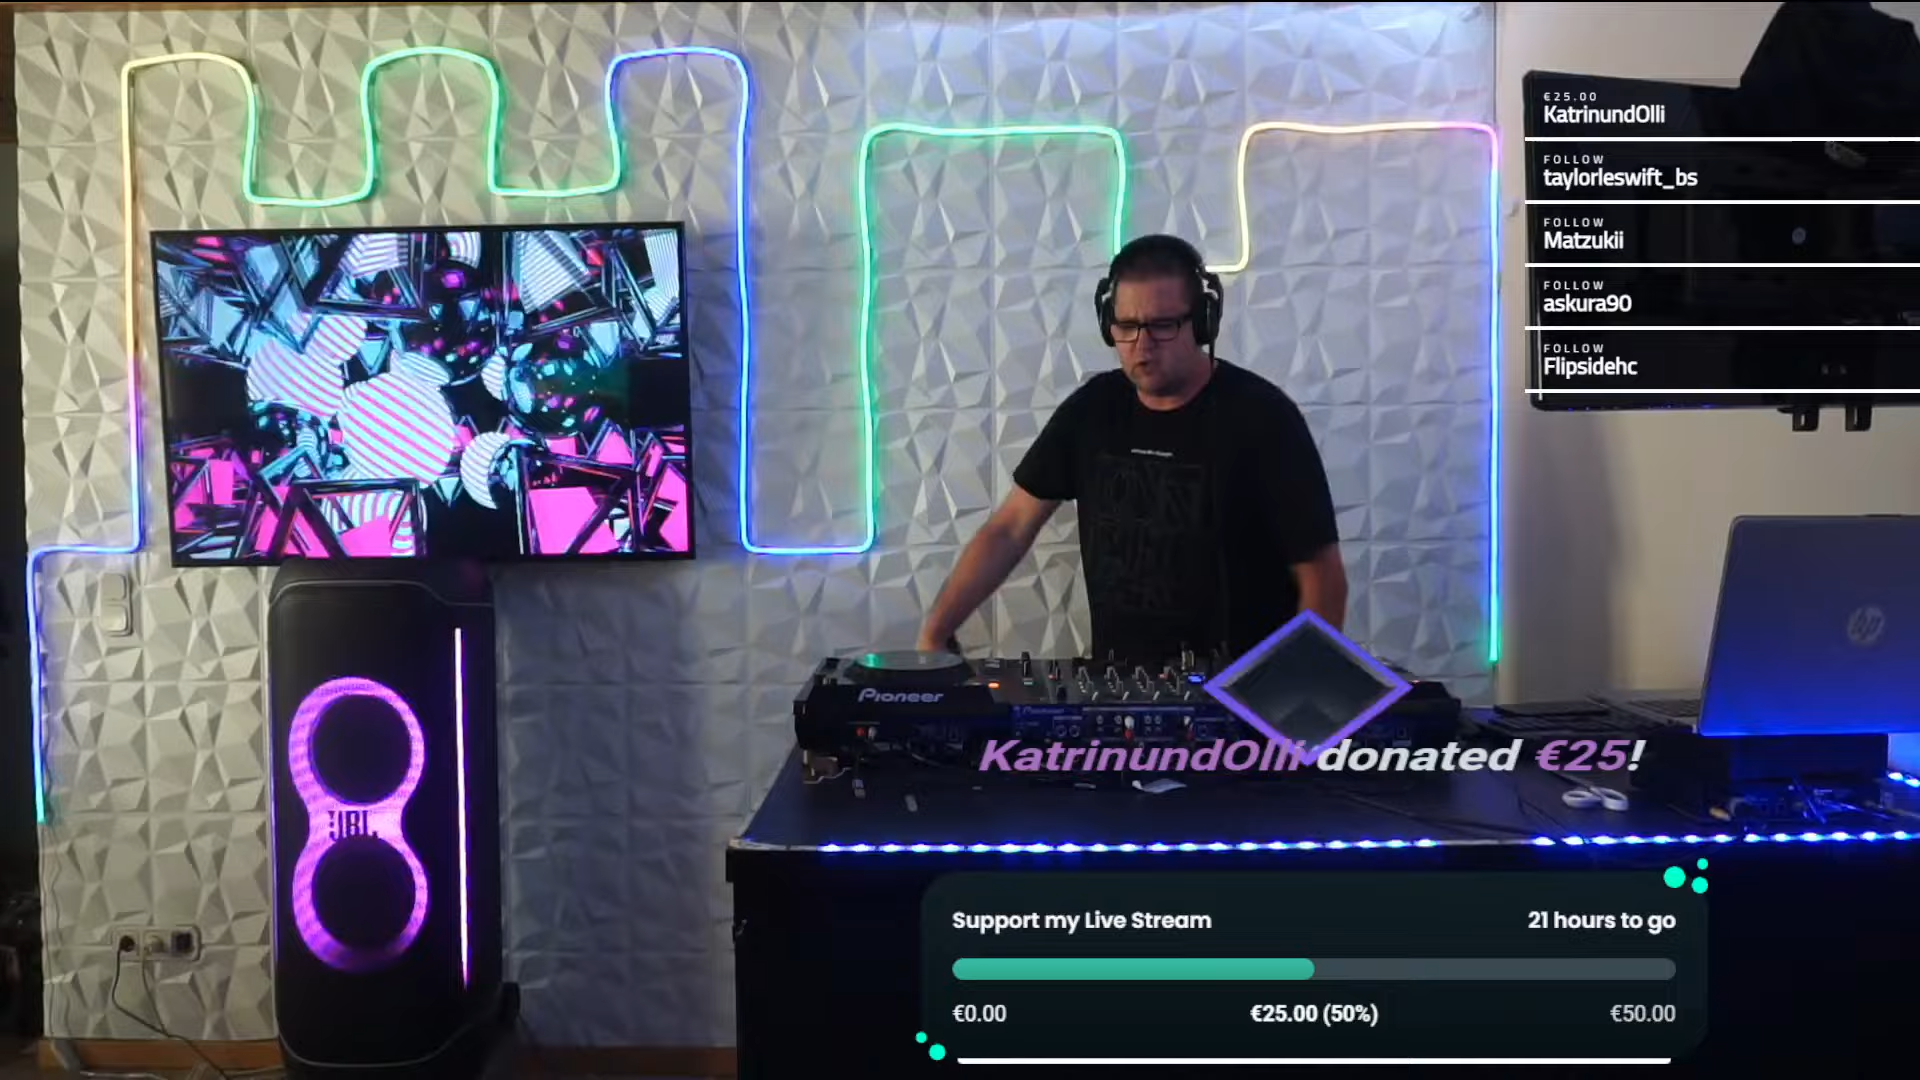 €25.00
KatrinundOlli
FOLLOW
taylorleswift_bs
FOLLOW
Matzukii
FOLLOW
askura90
FOLLOW
Flipsidehc
hp
Pioneer
KatrinundOlli donated €25!
JBL
Support my Live Stream
21 hours to go
€0.00
€25.00 (50%)
€50.00